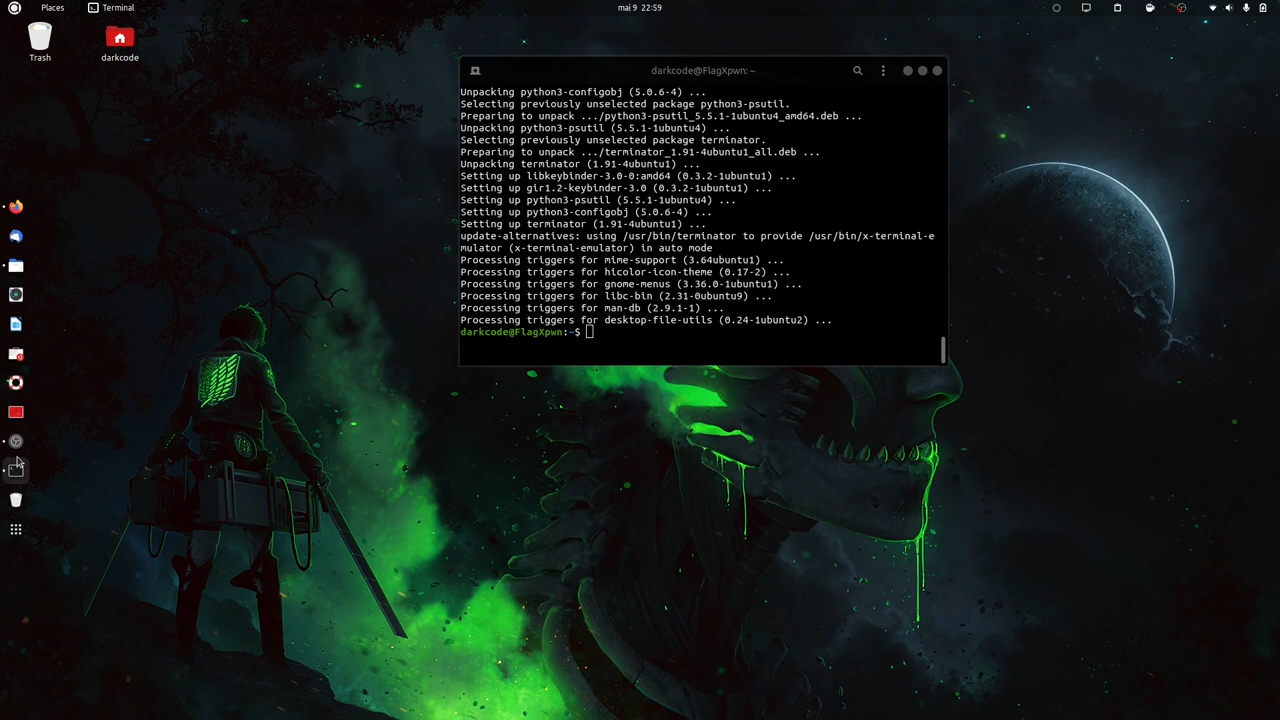 Places
Terminal
mai 9 22:59
Trash
darkcode
darkcode@FlagXpwn: ~
Unpacking python3-configobj (5.0.6-4) ...
Selecting previously unselected package python3-psutil.
Preparing to unpack .../python3-psutil_5.5.1-1ubuntu4_amd64.deb ...
Unpacking python3-psutil (5.5.1-1ubuntu4) ...
Selecting previously unselected package terminator.
Preparing to unpack .../terminator_1.91-4ubuntu1_all.deb ...
Unpacking terminator (1.91-4ubuntu1) ...
Setting up libkeybinder-3.0-0:amd64 (0.3.2-1ubuntu1) ...
Setting up gir1.2-keybinder-3.0 (0.3.2-1ubuntu1) ...
Setting up python3-psutil (5.5.1-1ubuntu4) ...
Setting up python3-configobj (5.0.6-4) ...
Setting up terminator (1.91-4ubuntu1) ...
update-alternatives: using /usr/bin/terminator to provide /usr/bin/x-terminal-e
mulator (x-terminal-emulator) in auto mode
Processing triggers for mime-support (3.64ubuntu1) ...
Processing triggers for hicolor-icon-theme (0.17-2) ...
Processing triggers for gnome-menus (3.36.0-1ubuntu1) ...
Processing triggers for libc-bin (2.31-0ubuntu9) ...
Processing triggers for man-db (2.9.1-1) ...
Processing triggers for desktop-file-utils (0.24-1ubuntu2) ...
darkcode@FlagXpwn:~$